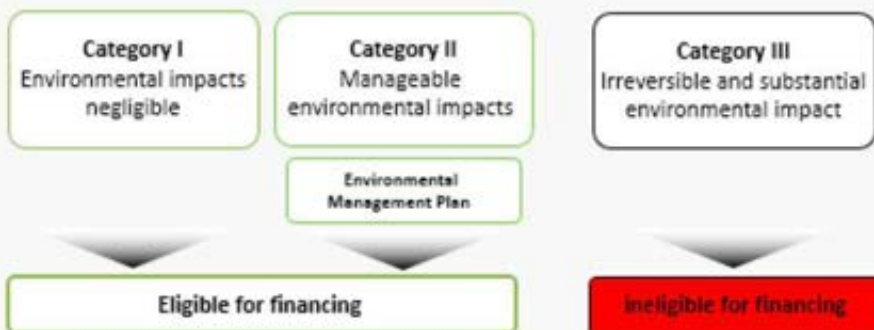 Category I
Environmental impacts
negligible
Category II
Manageable
environmental impacts
Environmental
Management Plan
Category III
Irreversible and substantial
environmental impact
Eligible for financing
Ineligible for financing